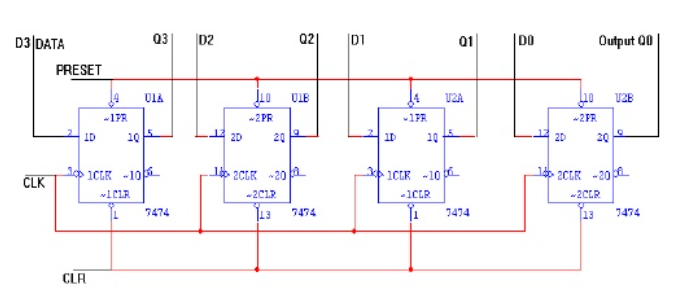 D3 DATA Q3 D2 Q2 D1 Q1 D0 Output Q0
PRESET
4 U1A 10 U1B 4 U2A 10 U2B
~1PR ~2PR ~1PR ~2PR
2 1D 1Q 5 12 2D 2Q 9 2 1D 1Q 5 12 2D 2Q 9
3 1CLK ~1Q 6 11 2CLK ~2Q 8 3 1CLK ~1Q 6 11 2CLK ~2Q 8
CLK
~1CLR ~2CLR ~1CLR ~2CLR
1 7474 13 7474 1 7474 13 7474
CLR